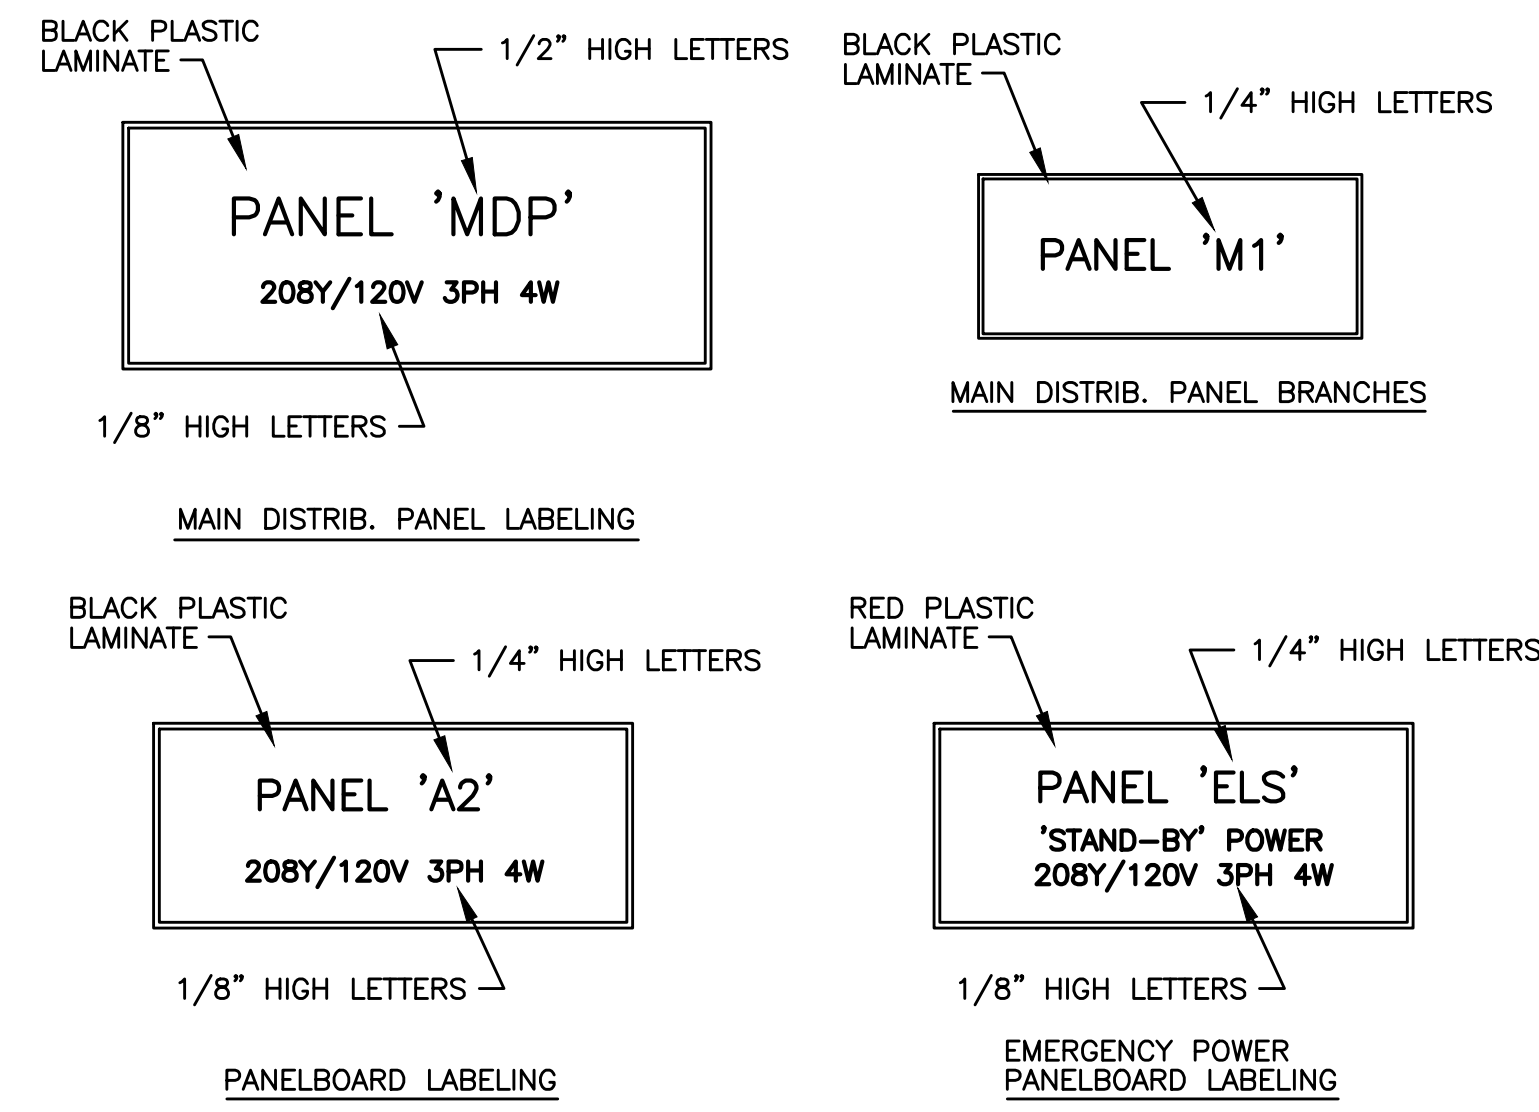 BLACK PLASTIC
LAMINATE
1/2” HIGH LETTERS
PANEL 'MDP'
208Y/120V 3PH 4W
1/8” HIGH LETTERS
MAIN DISTRIB. PANEL LABELING
BLACK PLASTIC
LAMINATE
1/4” HIGH LETTERS
PANEL 'M1'
MAIN DISTRIB. PANEL BRANCHES
BLACK PLASTIC
LAMINATE
1/4” HIGH LETTERS
PANEL 'A2'
208Y/120V 3PH 4W
1/8” HIGH LETTERS
PANELBOARD LABELING
RED PLASTIC
LAMINATE
1/4” HIGH LETTERS
PANEL 'ELS'
'STAND-BY' POWER
208Y/120V 3PH 4W
1/8” HIGH LETTERS
EMERGENCY POWER
PANELBOARD LABELING